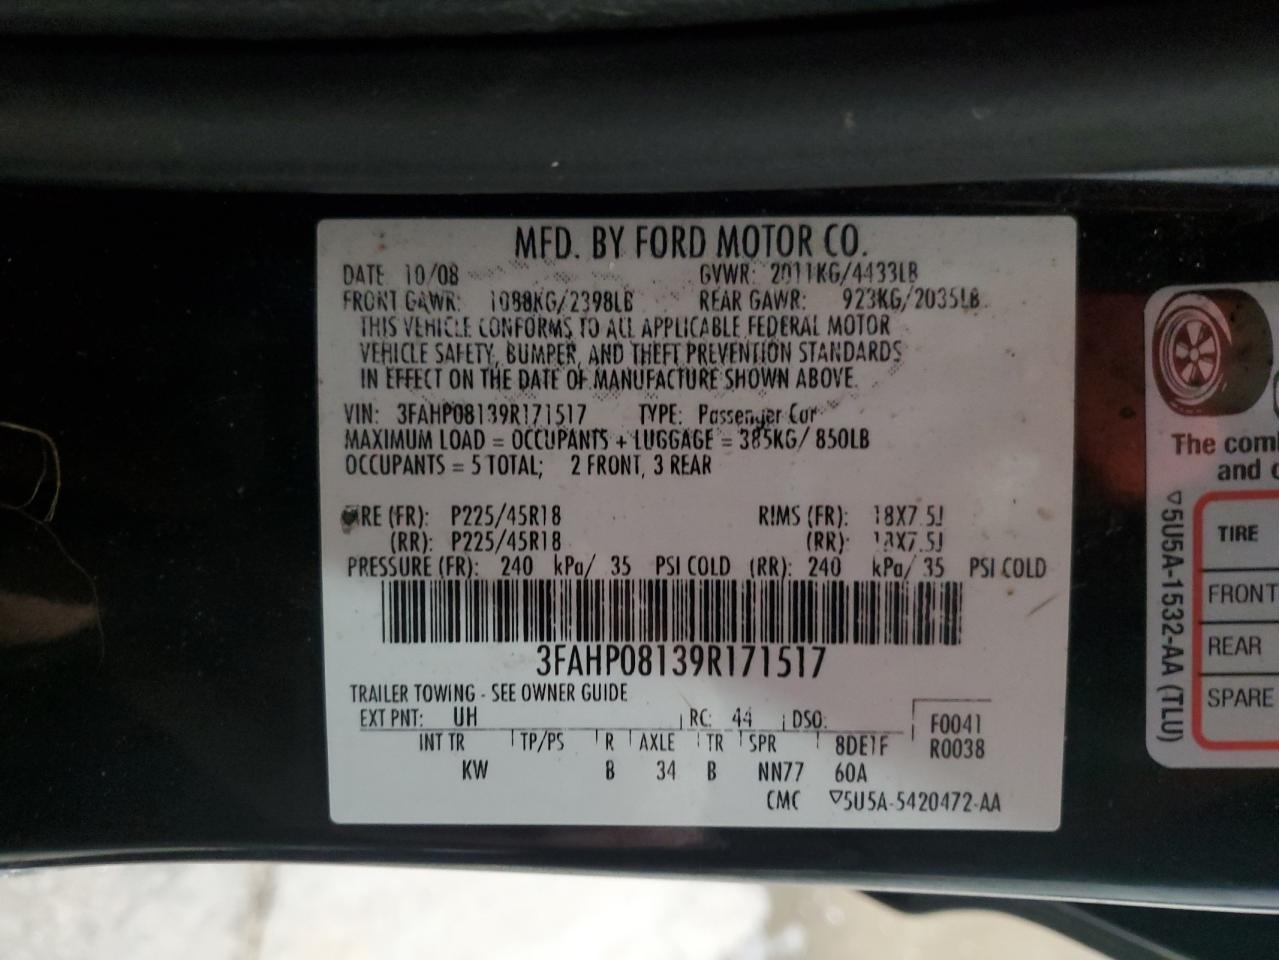 MFD. BY FORD MOTOR CO.
DATE 10/08 GVWR: 2011KG/4433LB
FRONT GAWR: 1088KG/2398LB REAR GAWR: 923KG/2035LB
THIS VEHICLE CONFORMS TO ALL APPLICABLE FEDERAL MOTOR
VEHICLE SAFETY, BUMPER, AND THEFT PREVENTION STANDARDS
IN EFFECT ON THE DATE OF MANUFACTURE SHOWN ABOVE.
VIN: 3FAHP08139R171517 TYPE: Passenger Car
MAXIMUM LOAD = OCCUPANTS + LUGGAGE = 385KG/ 850LB
OCCUPANTS = 5 TOTAL; 2 FRONT, 3 REAR
RE (FR): P225/45R18 RIMS (FR): 18X7.5J
(RR): P225/45R18 (RR): 18X7.5J
PRESSURE (FR): 240 kPa/ 35 PSI COLD (RR): 240 kPa/ 35 PSI COLD
3FAHP08139R171517
TRAILER TOWING - SEE OWNER GUIDE
EXT PNT: UH RC: 44 DSO: F0041
INT TR TP/PS R AXLE TR SPR 8DE1F R0038
KW B 34 B NN77 60A
CMC ▽5U5A-5420472-AA
The com
and
TIRE
FRONT
REAR
SPARE
▽5U5A-1532-AA (TLU)